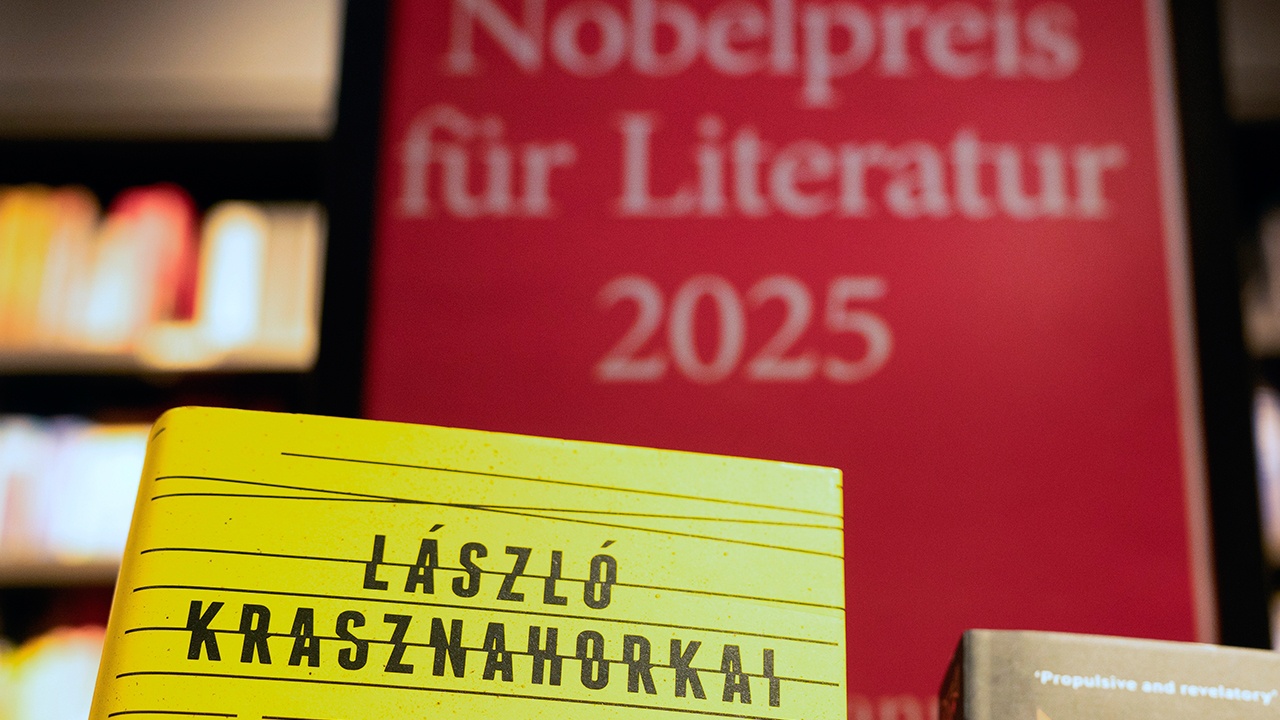 Nobelpreis
für Literatur
2025
LÁSZLÓ
KRASZNAHORKAI
'Propulsive and revelatory'